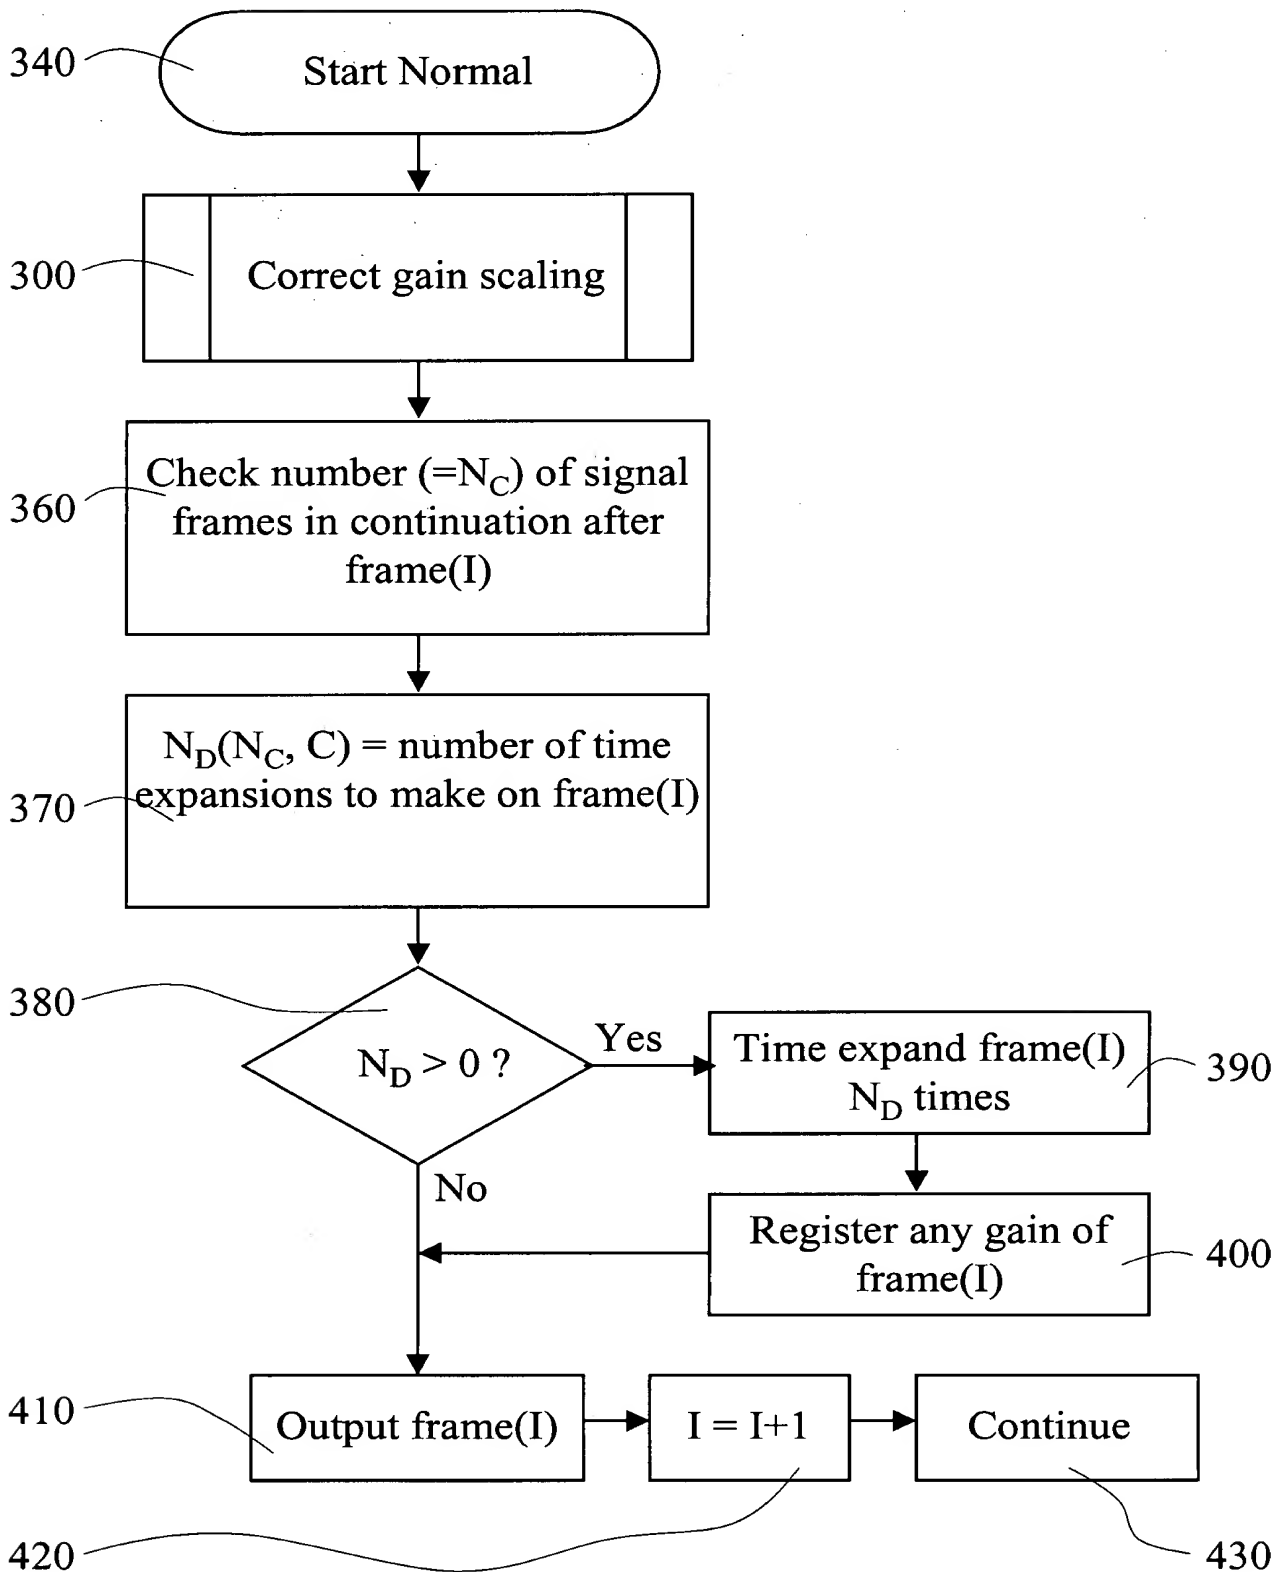 340
Start Normal
300
Correct gain scaling
360
Check number (=N_C) of signal
frames in continuation after
frame(I)
370
N_D(N_C, C) = number of time
expansions to make on frame(I)
380
N_D > 0 ?
Yes
Time expand frame(I)
N_D times
390
No
Register any gain of
frame(I)
400
410
Output frame(I)
I = I+1
Continue
420
430